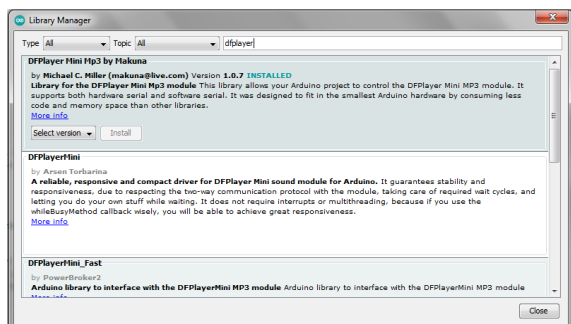 Library Manager
Type All Topic All dfplayer
DFPlayer Mini Mp3 by Makuna
by Michael C. Miller (makuna@live.com) Version 1.0.7 INSTALLED
Library for the DFPlayer Mini Mp3 module This library allows your Arduino project to control the DFPlayer Mini MP3 module. It
supports both hardware serial and software serial. It was designed to fit in the smallest Arduino hardware by consuming less
code and memory space than other libraries.
More info
Select version Install
DFPlayerMini
by Arsen Torbarina
A reliable, responsive and compact driver for DFPlayer Mini sound module for Arduino. It guarantees stability and
responsiveness, due to respecting the two-way communication protocol with the module, taking care of required wait cycles, and
letting you do your own stuff while waiting. It does not require interrupts or multithreading, because if you use the
whileBusyMethod callback wisely, you will be able to achieve great responsiveness.
More info
DFPlayerMini_Fast
by PowerBroker2
Arduino library to interface with the DFPlayerMini MP3 module Arduino library to interface with the DFPlayerMini MP3 module
More info
Close